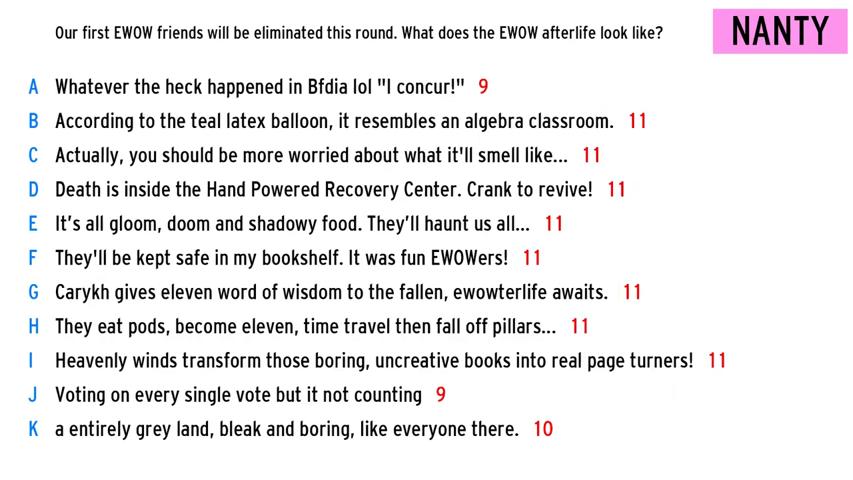 Our first EWOW friends will be eliminated this round. What does the EWOW afterlife look like?
NANTY
A Whatever the heck happened in Bfdia lol "I concur!" 9
B According to the teal latex balloon, it resembles an algebra classroom. 11
C Actually, you should be more worried about what it'll smell like... 11
D Death is inside the Hand Powered Recovery Center. Crank to revive! 11
E It’s all gloom, doom and shadowy food. They’ll haunt us all... 11
F They'll be kept safe in my bookshelf. It was fun EWOWers! 11
G Carykh gives eleven word of wisdom to the fallen, ewowterlife awaits. 11
H They eat pods, become eleven, time travel then fall off pillars... 11
I Heavenly winds transform those boring, uncreative books into real page turners! 11
J Voting on every single vote but it not counting 9
K a entirely grey land, bleak and boring, like everyone there. 10